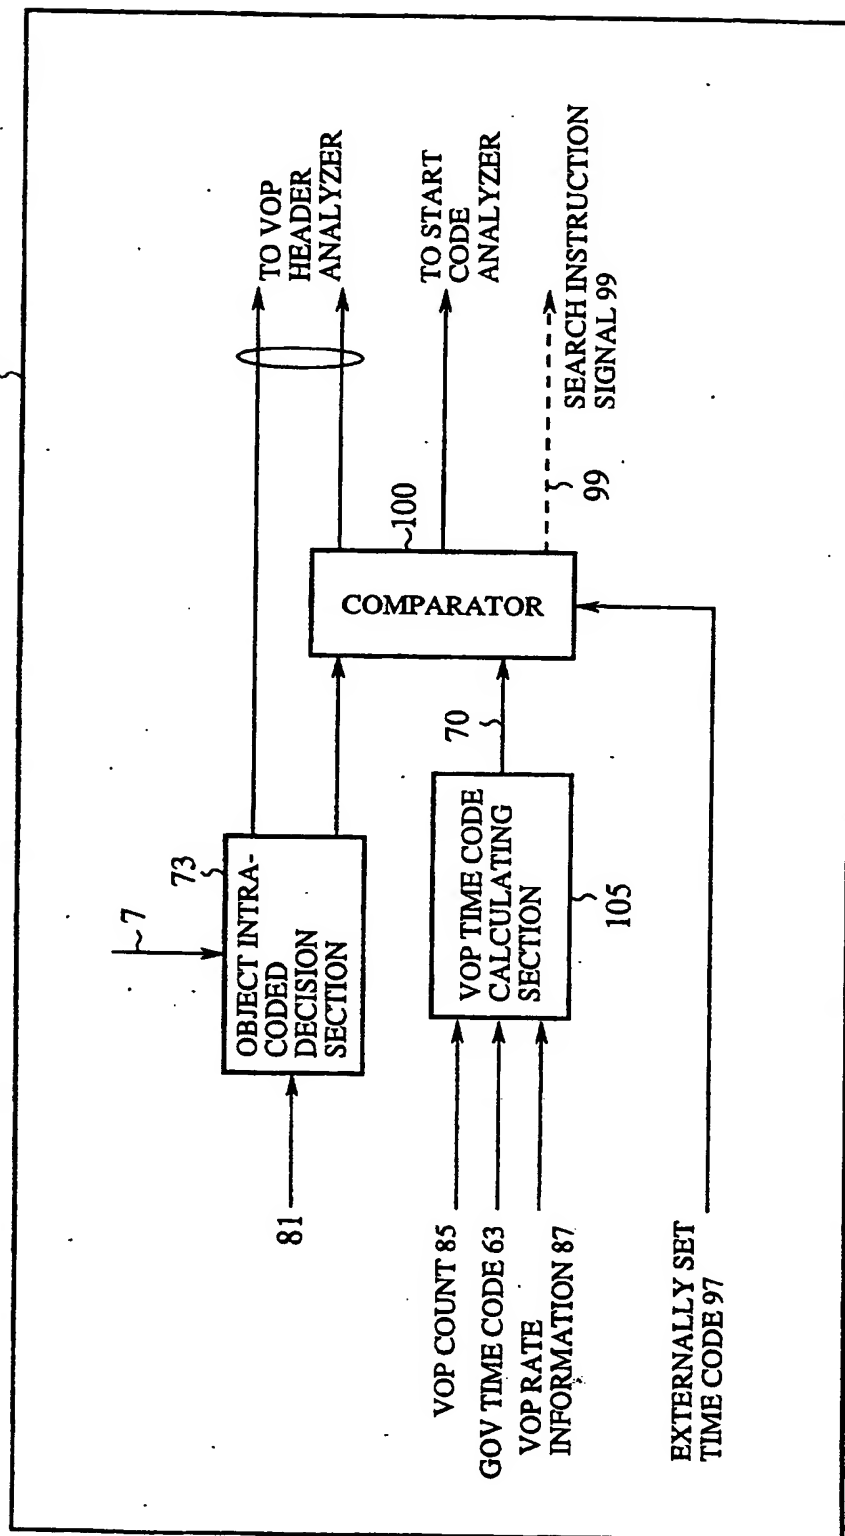 7
73
OBJECT INTRA-
CODED
DECISION
SECTION
81
TO VOP
HEADER
ANALYZER
100
COMPARATOR
TO START
CODE
ANALYZER
99
SEARCH INSTRUCTION
SIGNAL 99
70
VOP TIME CODE
CALCULATING
SECTION
105
VOP COUNT 85
GOV TIME CODE 63
VOP RATE
INFORMATION 87
EXTERNALLY SET
TIME CODE 97